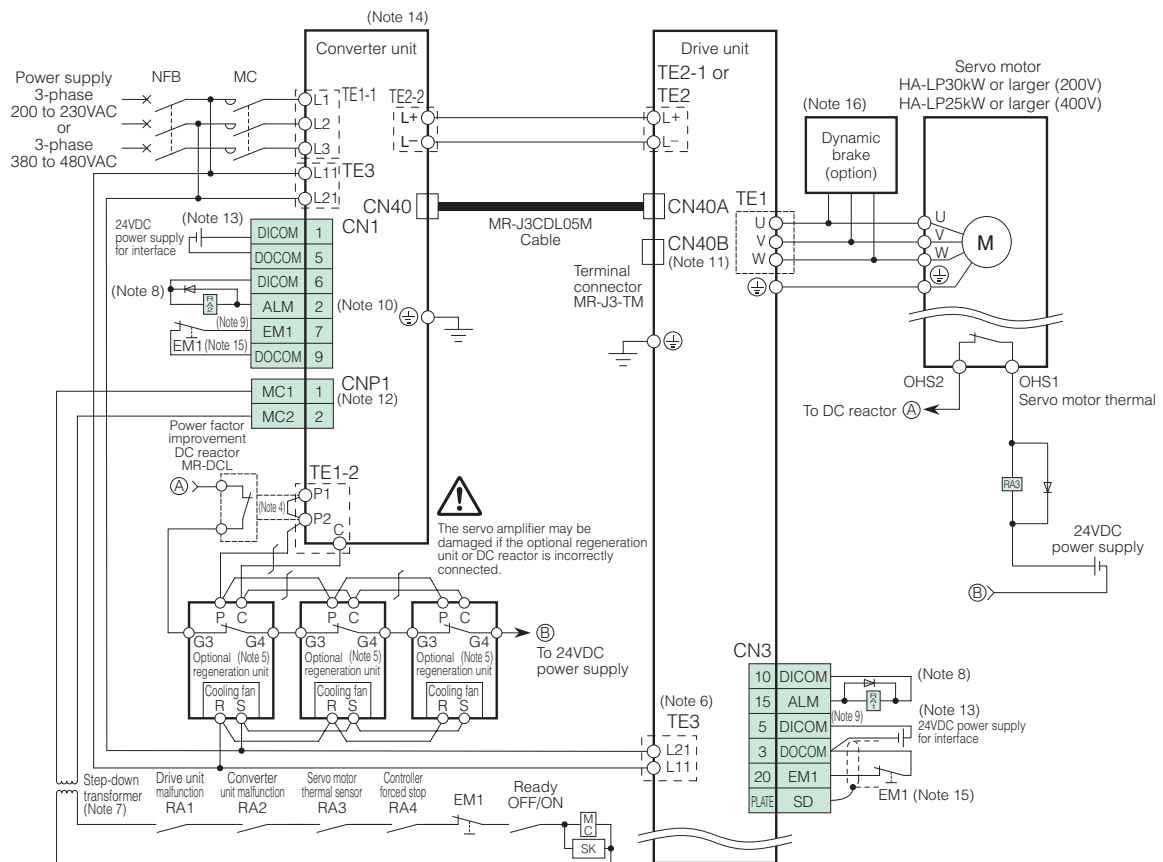 (Note 14)
Converter unit
Drive unit
Power supply
3-phase
200 to 230VAC
or
3-phase
380 to 480VAC
NFB
MC
L1
L2
L3
TE1-1
TE2-2
L+
L−
L11
L21
TE3
TE2-1 or
TE2
L+
L−
Servo motor
HA-LP30kW or larger (200V)
HA-LP25kW or larger (400V)
(Note 16)
Dynamic
brake
(option)
CN40
MR-J3CDL05M
Cable
CN40A
CN40B
(Note 11)
Terminal
connector
MR-J3-TM
TE1
U
V
W
U
V
W
M
(Note 13)
24VDC
power supply
for interface
CN1
DICOM 1
DOCOM 5
DICOM 6
ALM 2
EM1 7
DOCOM 9
(Note 8)
RA2
(Note 10)
(Note 9)
EM1 (Note 15)
MC1 1
MC2 2
CNP1
(Note 12)
OHS2
OHS1
Servo motor thermal
To DC reactor A
RA3
24VDC
power supply
B
Power factor
improvement
DC reactor
MR-DCL
A
(Note 4)
TE1-2
P1
P2
C
The servo amplifier may be
damaged if the optional regeneration
unit or DC reactor is incorrectly
connected.
P C
P C
P C
G3 G4
G3 G4
G3 G4
Optional (Note 5)
regeneration unit
Optional (Note 5)
regeneration unit
Optional (Note 5)
regeneration unit
Cooling fan
R S
Cooling fan
R S
Cooling fan
R S
B
To 24VDC
power supply
(Note 6)
TE3
L21
L11
CN3
10 DICOM
15 ALM
5 DICOM
3 DOCOM
20 EM1
PLATE SD
(Note 8)
RA1
(Note 9)
(Note 13)
24VDC power supply
for interface
EM1 (Note 15)
Step-down
transformer
(Note 7)
Drive unit
malfunction
RA1
Converter
unit malfunction
RA2
Servo motor
thermal sensor
RA3
Controller
forced stop
RA4
EM1
Ready
OFF/ON
MC
SK